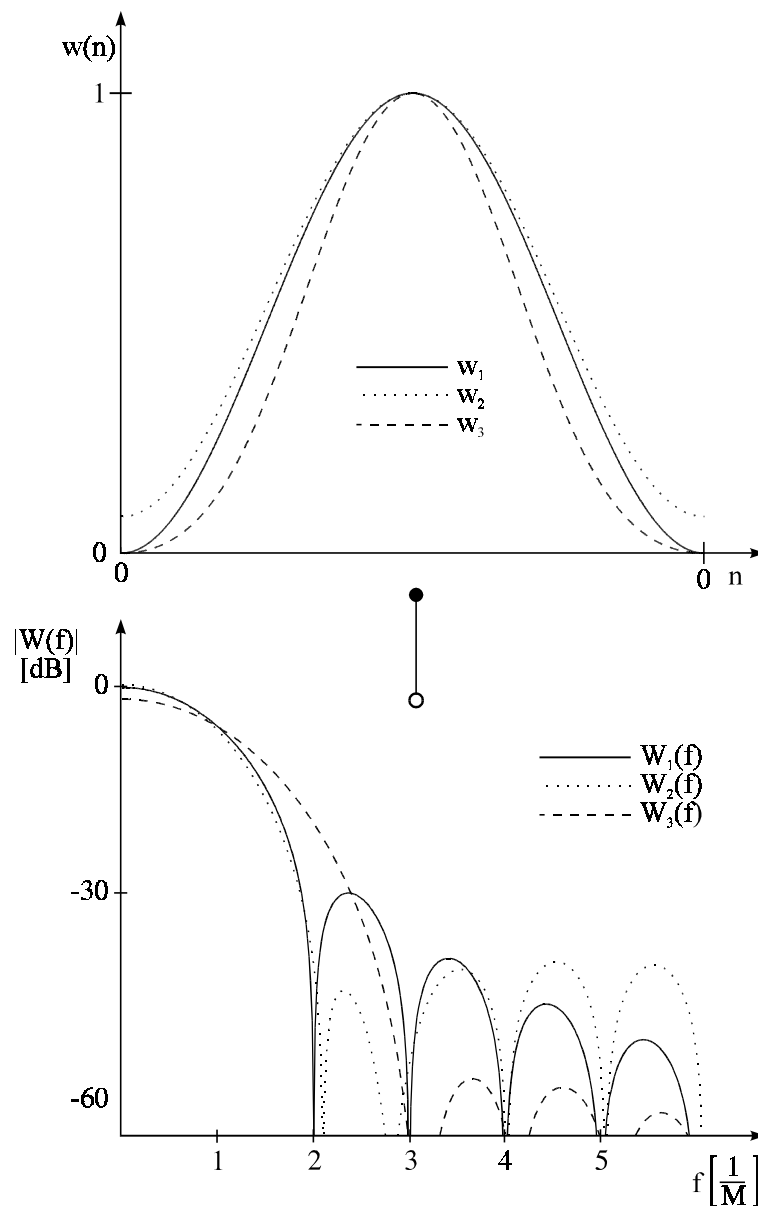 w(n)
1
w₁
w₂
w₃
0
0
0
n
|W(f)|
[dB]
0
W₁(f)
W₂(f)
W₃(f)
-30
-60
1
2
3
4
5
f [1/M]